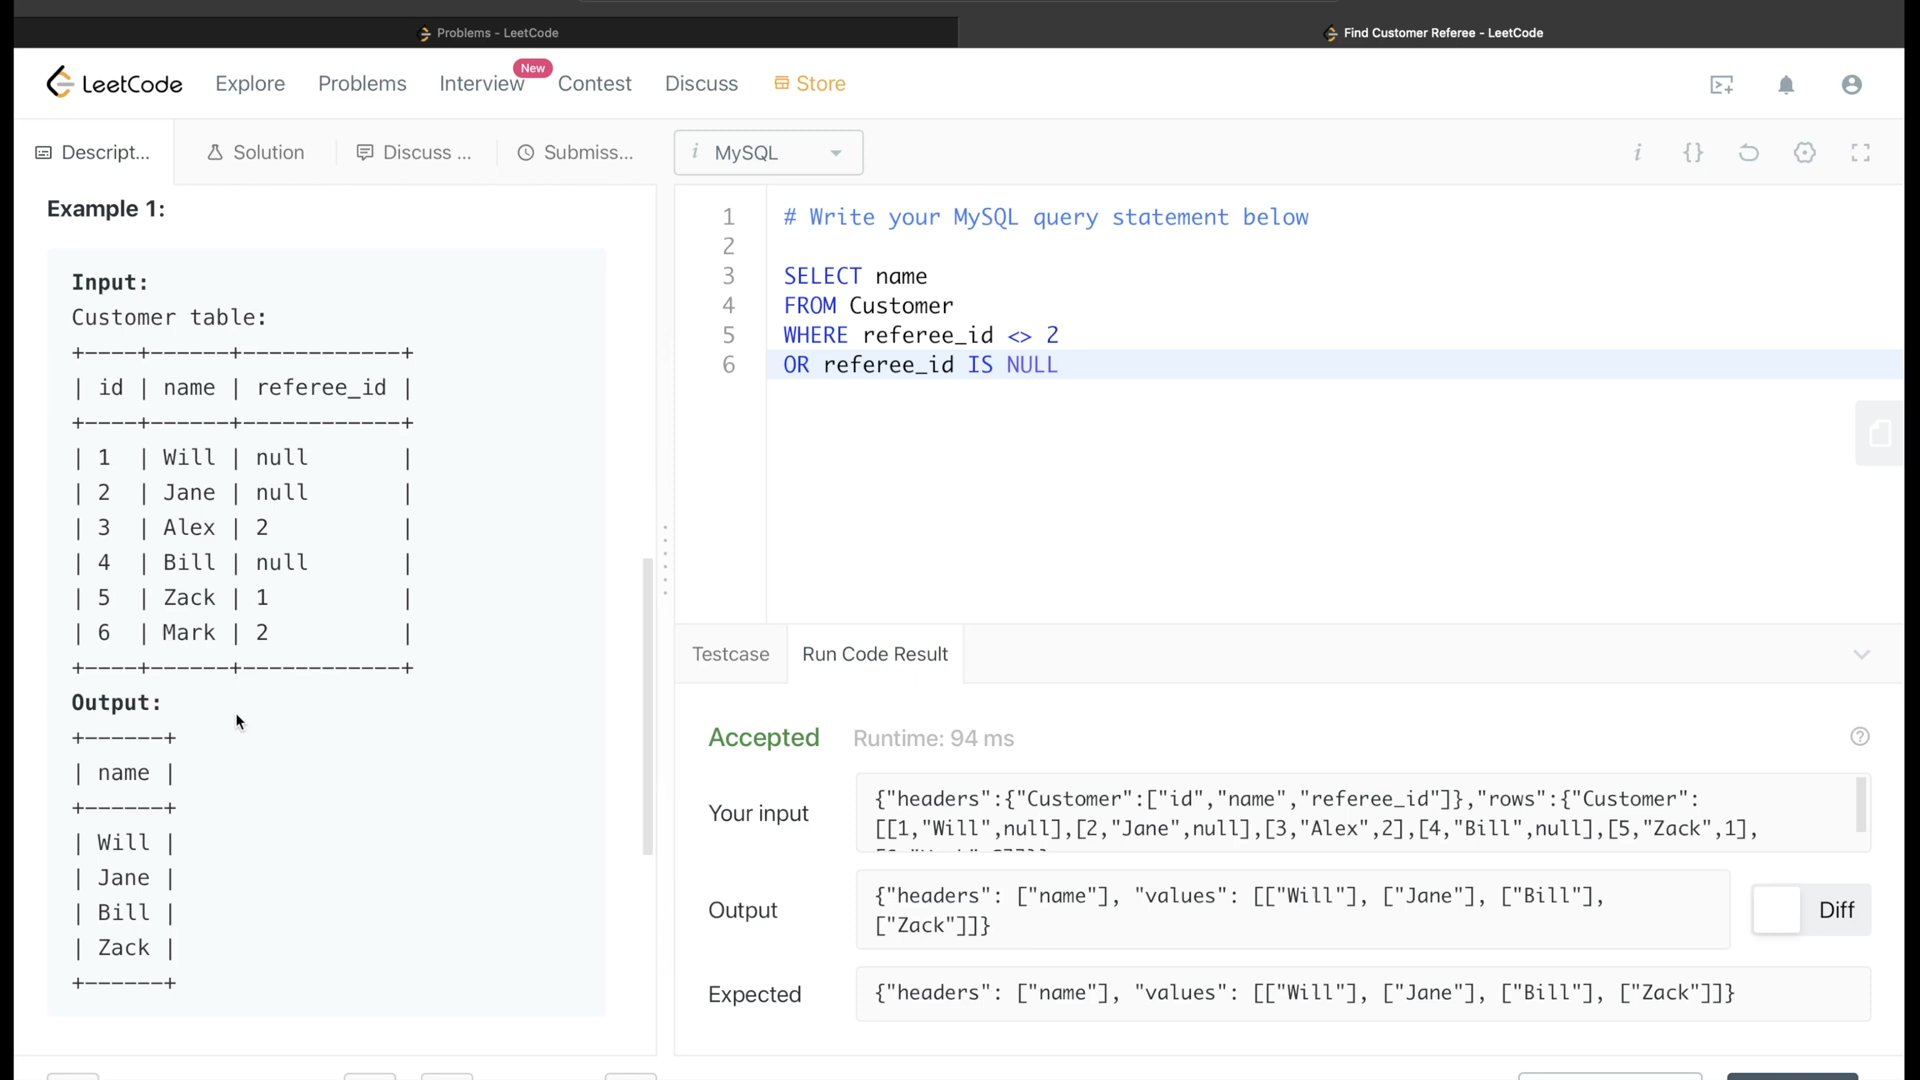 Problems - LeetCode
Find Customer Referee - LeetCode
LeetCode
Explore
Problems
Interview
New
Contest
Discuss
Store
Descript...
Solution
Discuss ...
Submiss...
i MySQL
i {}
Example 1:
Input:
Customer table:
+----+------+------------+
| id | name | referee_id |
+----+------+------------+
| 1  | Will | null       |
| 2  | Jane | null       |
| 3  | Alex | 2          |
| 4  | Bill | null       |
| 5  | Zack | 1          |
| 6  | Mark | 2          |
+----+------+------------+
Output:
+------+
| name |
+------+
| Will |
| Jane |
| Bill |
| Zack |
+------+
1 # Write your MySQL query statement below
2
3 SELECT name
4 FROM Customer
5 WHERE referee_id <> 2
6 OR referee_id IS NULL
Testcase
Run Code Result
Accepted
Runtime: 94 ms
Your input
{"headers":{"Customer":["id","name","referee_id"]},"rows":{"Customer":
[[1,"Will",null],[2,"Jane",null],[3,"Alex",2],[4,"Bill",null],[5,"Zack",1],
Output
{"headers": ["name"], "values": [["Will"], ["Jane"], ["Bill"],
["Zack"]]}
Diff
Expected
{"headers": ["name"], "values": [["Will"], ["Jane"], ["Bill"], ["Zack"]]}